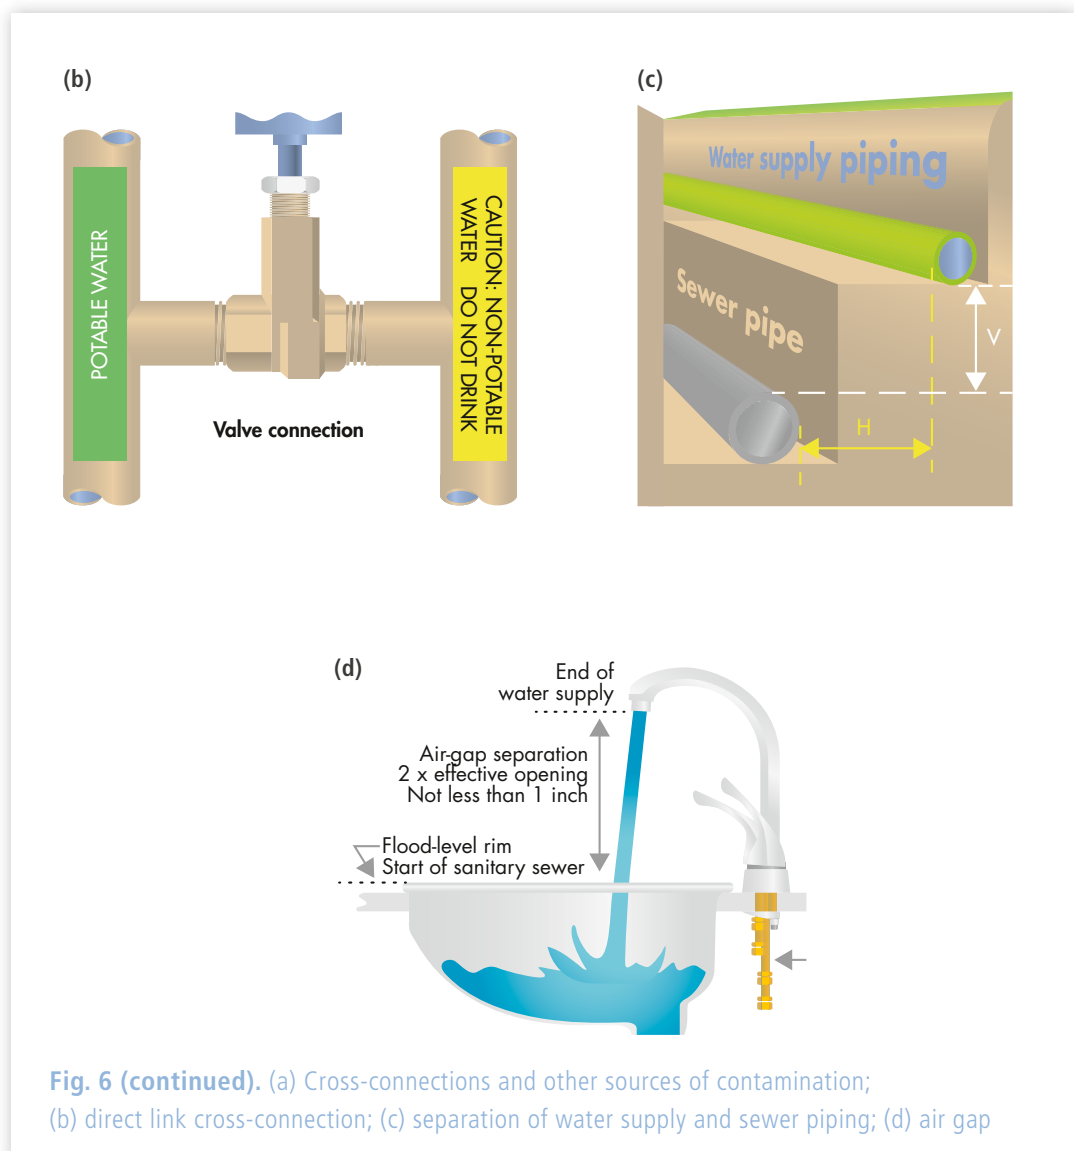 (b)
POTABLE WATER
CAUTION: NON-POTABLE
WATER DO NOT DRINK
Valve connection
(c)
Water supply piping
Sewer pipe
V
H
(d)
End of
water supply
Air-gap separation
2 x effective opening
Not less than 1 inch
Flood-level rim
Start of sanitary sewer
Fig. 6 (continued). (a) Cross-connections and other sources of contamination;
(b) direct link cross-connection; (c) separation of water supply and sewer piping; (d) air gap